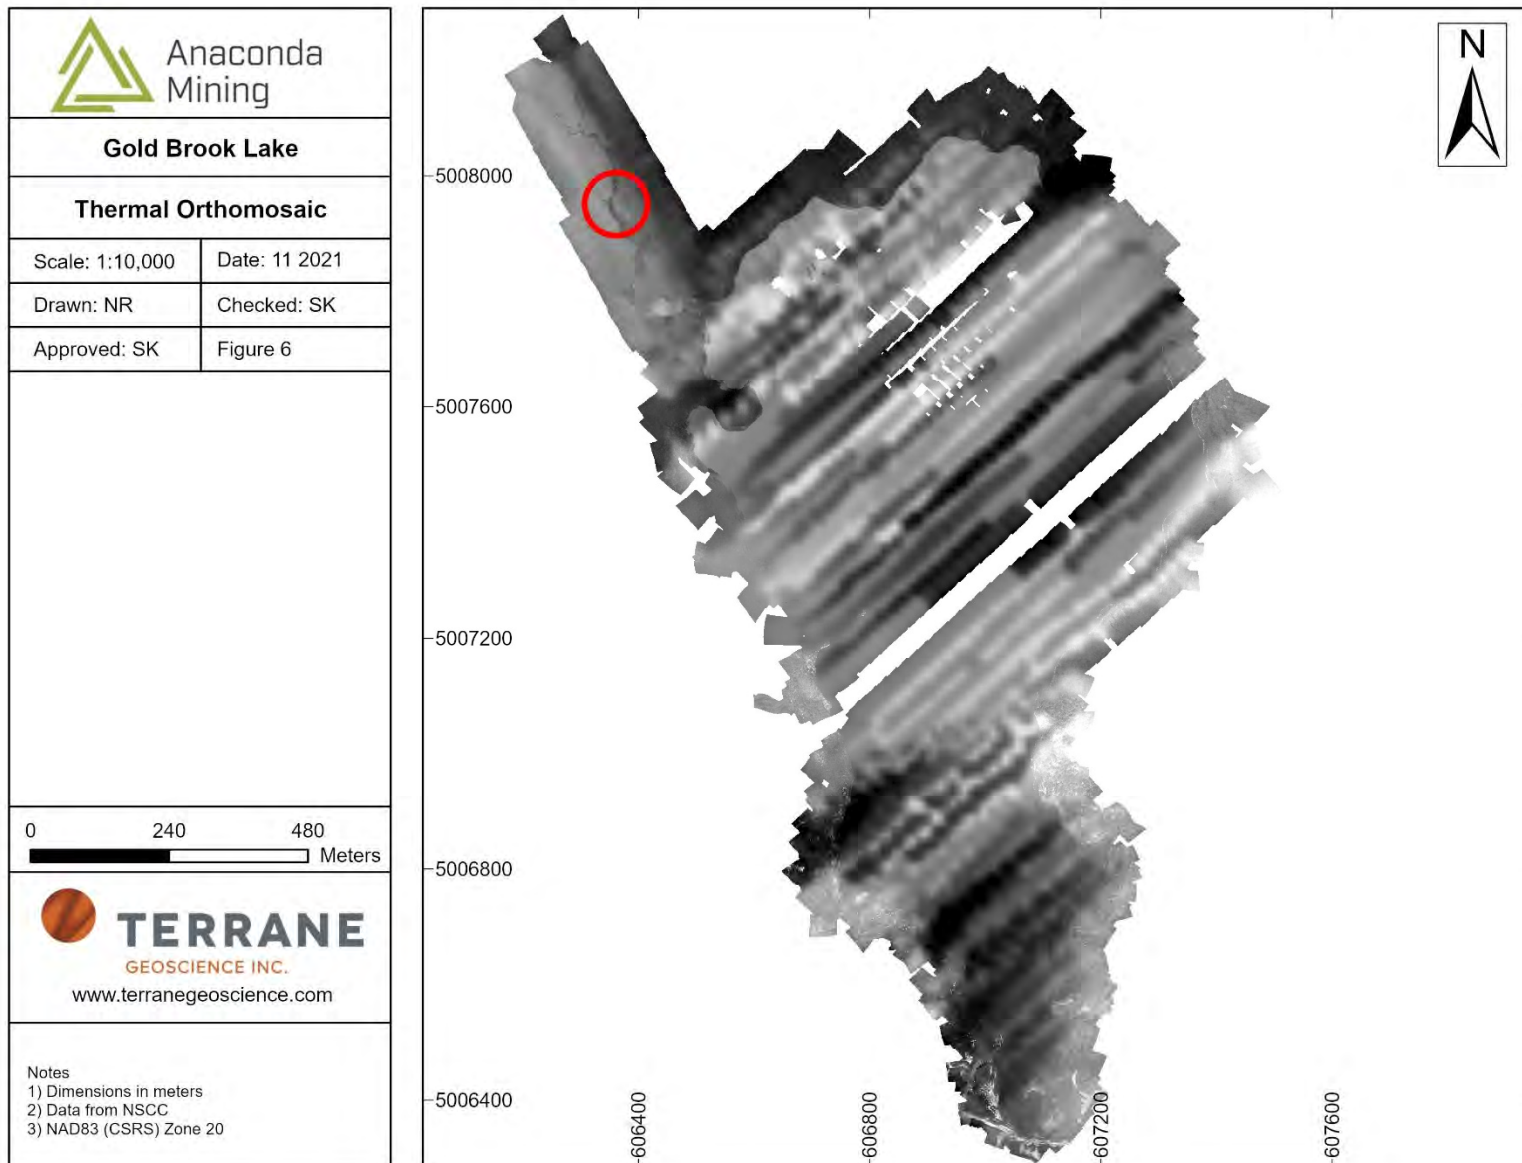 Anaconda
Mining
Gold Brook Lake
Thermal Orthomosaic
Scale: 1:10,000
Date: 11 2021
Drawn: NR
Checked: SK
Approved: SK
Figure 6
0 240 480
Meters
TERRANE
GEOSCIENCE INC.
www.terranegeoscience.com
Notes
1) Dimensions in meters
2) Data from NSCC
3) NAD83 (CSRS) Zone 20
N
5008000
5007600
5007200
5006800
5006400
606400
606800
607200
607600